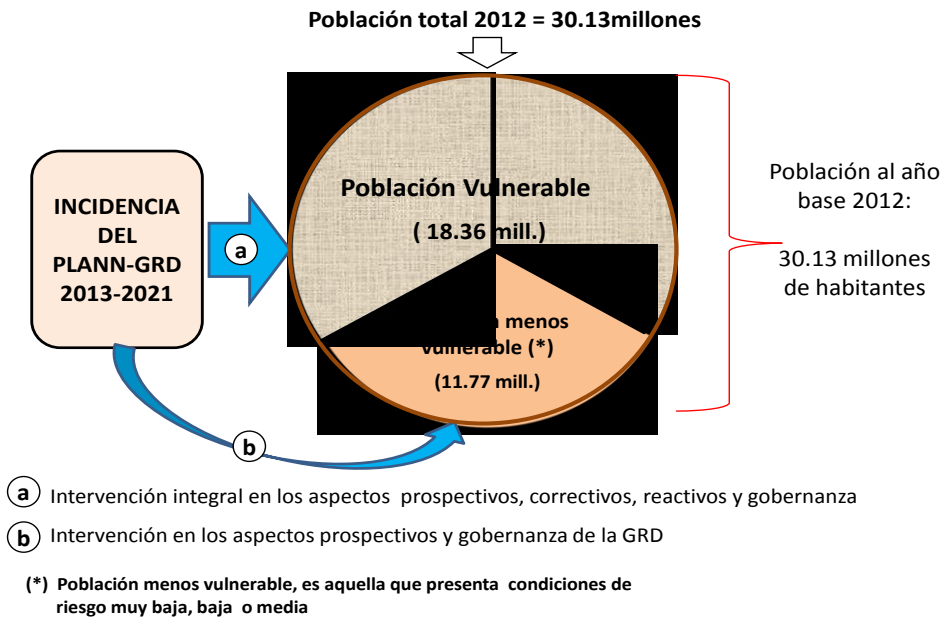 Población total 2012 = 30.13millones
INCIDENCIA
DEL
PLANN-GRD
2013-2021
a
Población Vulnerable
( 18.36 mill.)
menos
vulnerable (*)
(11.77 mill.)
Población al año
base 2012:
30.13 millones
de habitantes
b
a Intervención integral en los aspectos prospectivos, correctivos, reactivos y gobernanza
b Intervención en los aspectos prospectivos y gobernanza de la GRD
(*) Población menos vulnerable, es aquella que presenta condiciones de
riesgo muy baja, baja o media